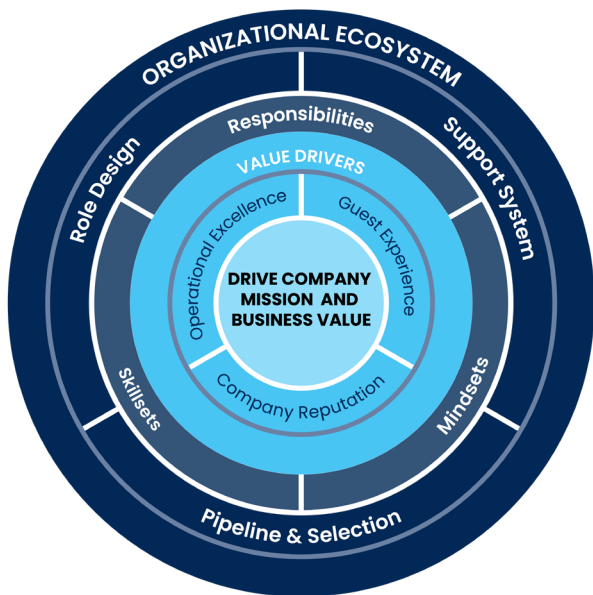 ORGANIZATIONAL ECOSYSTEM
Role Design
Support System
Pipeline & Selection
Responsibilities
Skillsets
Mindsets
VALUE DRIVERS
Operational Excellence
Guest Experience
Company Reputation
DRIVE COMPANY
MISSION AND
BUSINESS VALUE